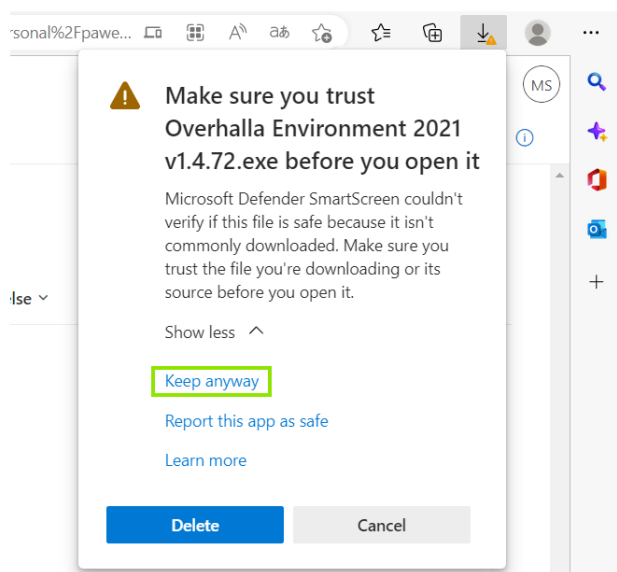 rsonal%2Fpawe...
A
aあ
MS
Make sure you trust
Overhalla Environment 2021
v1.4.72.exe before you open it
Microsoft Defender SmartScreen couldn't
verify if this file is safe because it isn't
commonly downloaded. Make sure you
trust the file you're downloading or its
source before you open it.
lse
Show less
Keep anyway
Report this app as safe
Learn more
Delete
Cancel